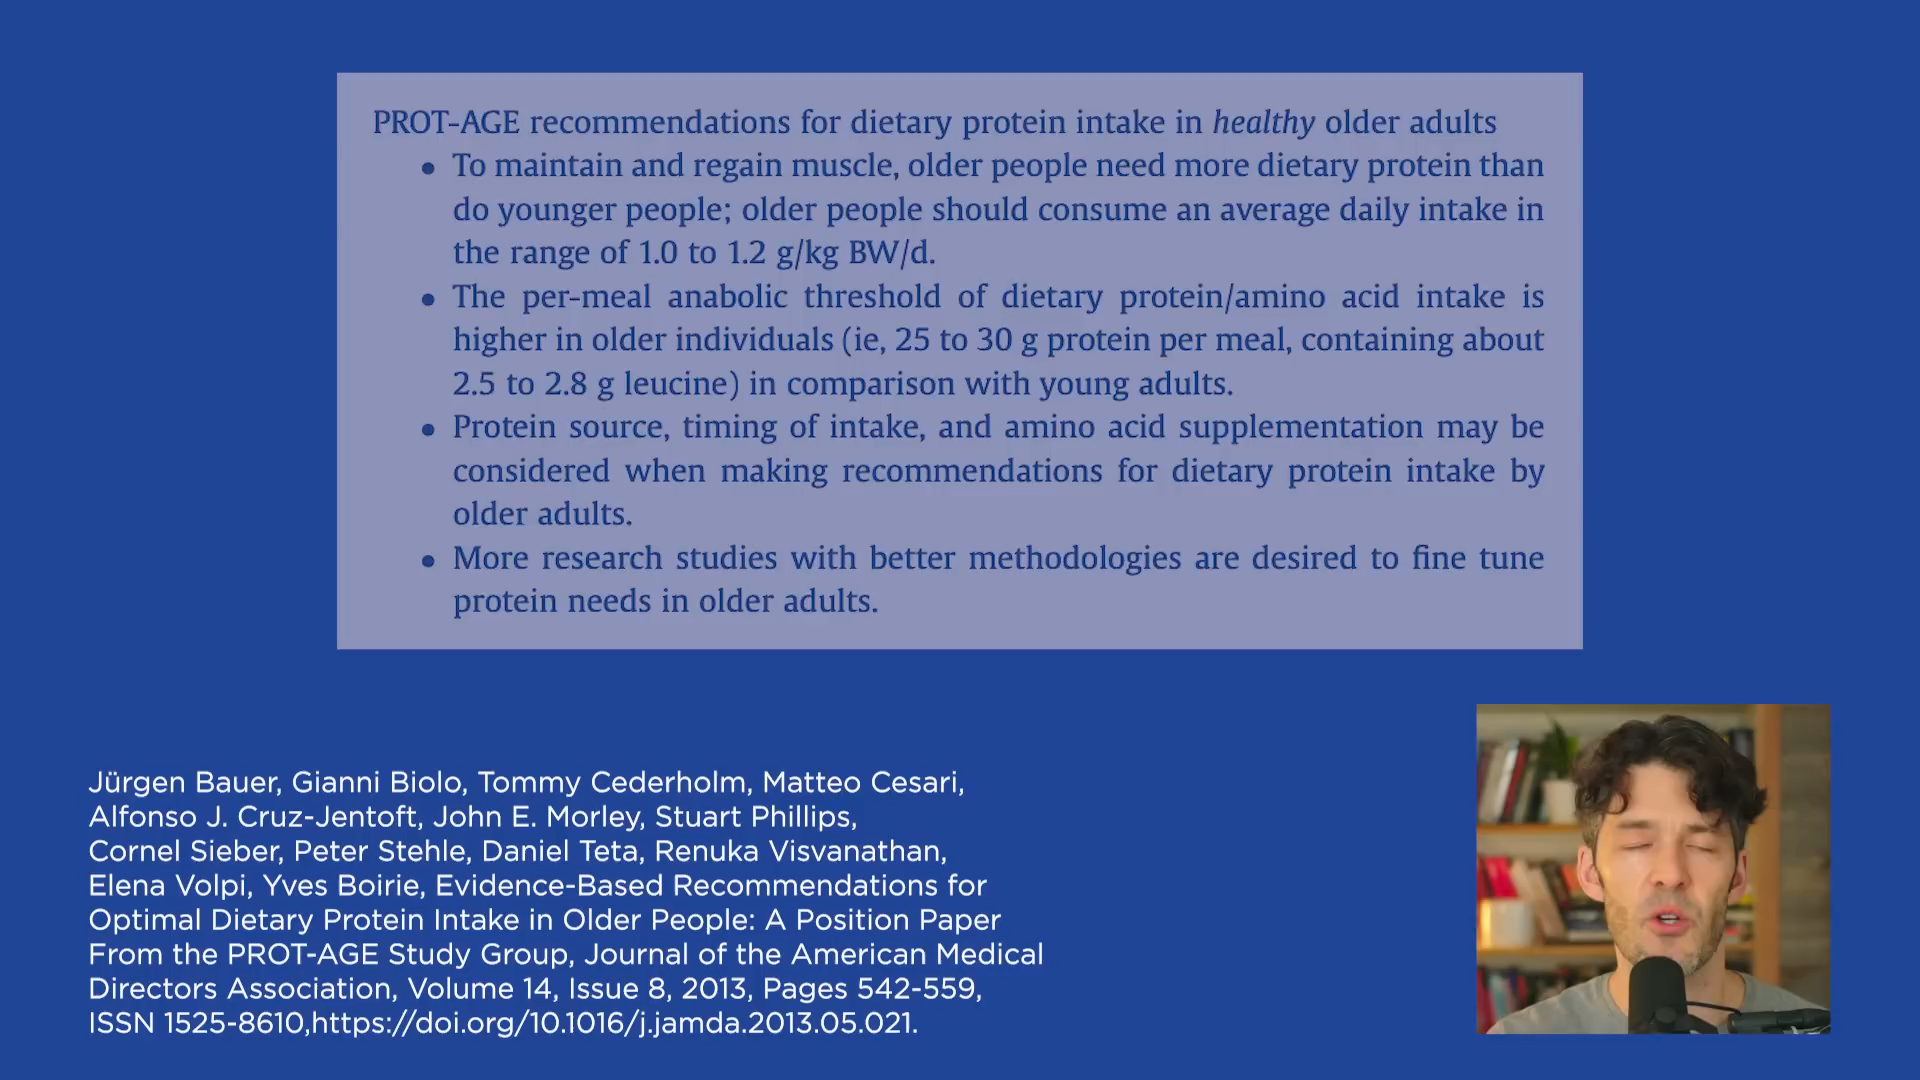 PROT-AGE recommendations for dietary protein intake in healthy older adults
• To maintain and regain muscle, older people need more dietary protein than
do younger people; older people should consume an average daily intake in
the range of 1.0 to 1.2 g/kg BW/d.
• The per-meal anabolic threshold of dietary protein/amino acid intake is
higher in older individuals (ie, 25 to 30 g protein per meal, containing about
2.5 to 2.8 g leucine) in comparison with young adults.
• Protein source, timing of intake, and amino acid supplementation may be
considered when making recommendations for dietary protein intake by
older adults.
• More research studies with better methodologies are desired to fine tune
protein needs in older adults.
Jürgen Bauer, Gianni Biolo, Tommy Cederholm, Matteo Cesari,
Alfonso J. Cruz-Jentoft, John E. Morley, Stuart Phillips,
Cornel Sieber, Peter Stehle, Daniel Teta, Renuka Visvanathan,
Elena Volpi, Yves Boirie, Evidence-Based Recommendations for
Optimal Dietary Protein Intake in Older People: A Position Paper
From the PROT-AGE Study Group, Journal of the American Medical
Directors Association, Volume 14, Issue 8, 2013, Pages 542-559,
ISSN 1525-8610,https://doi.org/10.1016/j.jamda.2013.05.021.